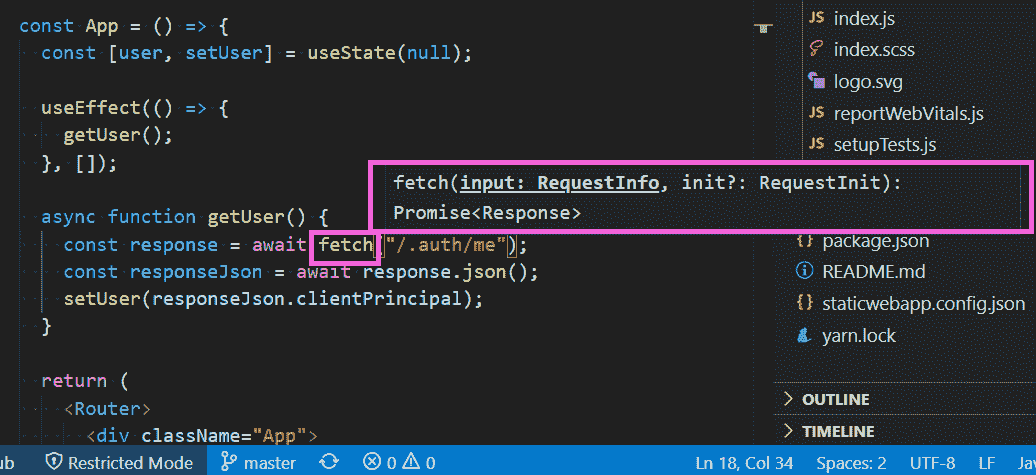 const App = () => {
const [user, setUser] = useState(null);
useEffect(() => {
getUser();
}, []);
async function getUser() {
const response = await fetch("/.auth/me");
const responseJson = await response.json();
setUser(responseJson.clientPrincipal);
}
return (
<Router>
<div className="App">
fetch(input: RequestInfo, init?: RequestInit):
Promise<Response>
JS index.js
index.scss
logo.svg
JS reportWebVitals.js
JS setupTests.js
{} package.json
README.md
{} staticwebapp.config.json
yarn.lock
OUTLINE
TIMELINE
ub Restricted Mode master 0 0 Ln 18, Col 34 Spaces: 2 UTF-8 LF Jav